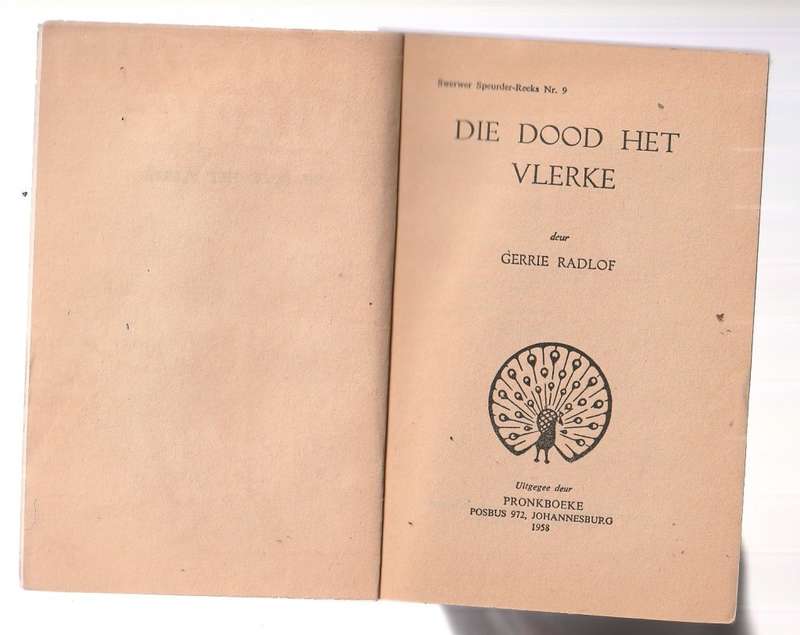 Swerwer Speurder-Reeks Nr. 9
DIE DOOD HET
VLERKE
deur
GERRIE RADLOF
Uitgegee deur
PRONKBOEKE
POSBUS 972, JOHANNESBURG
1958